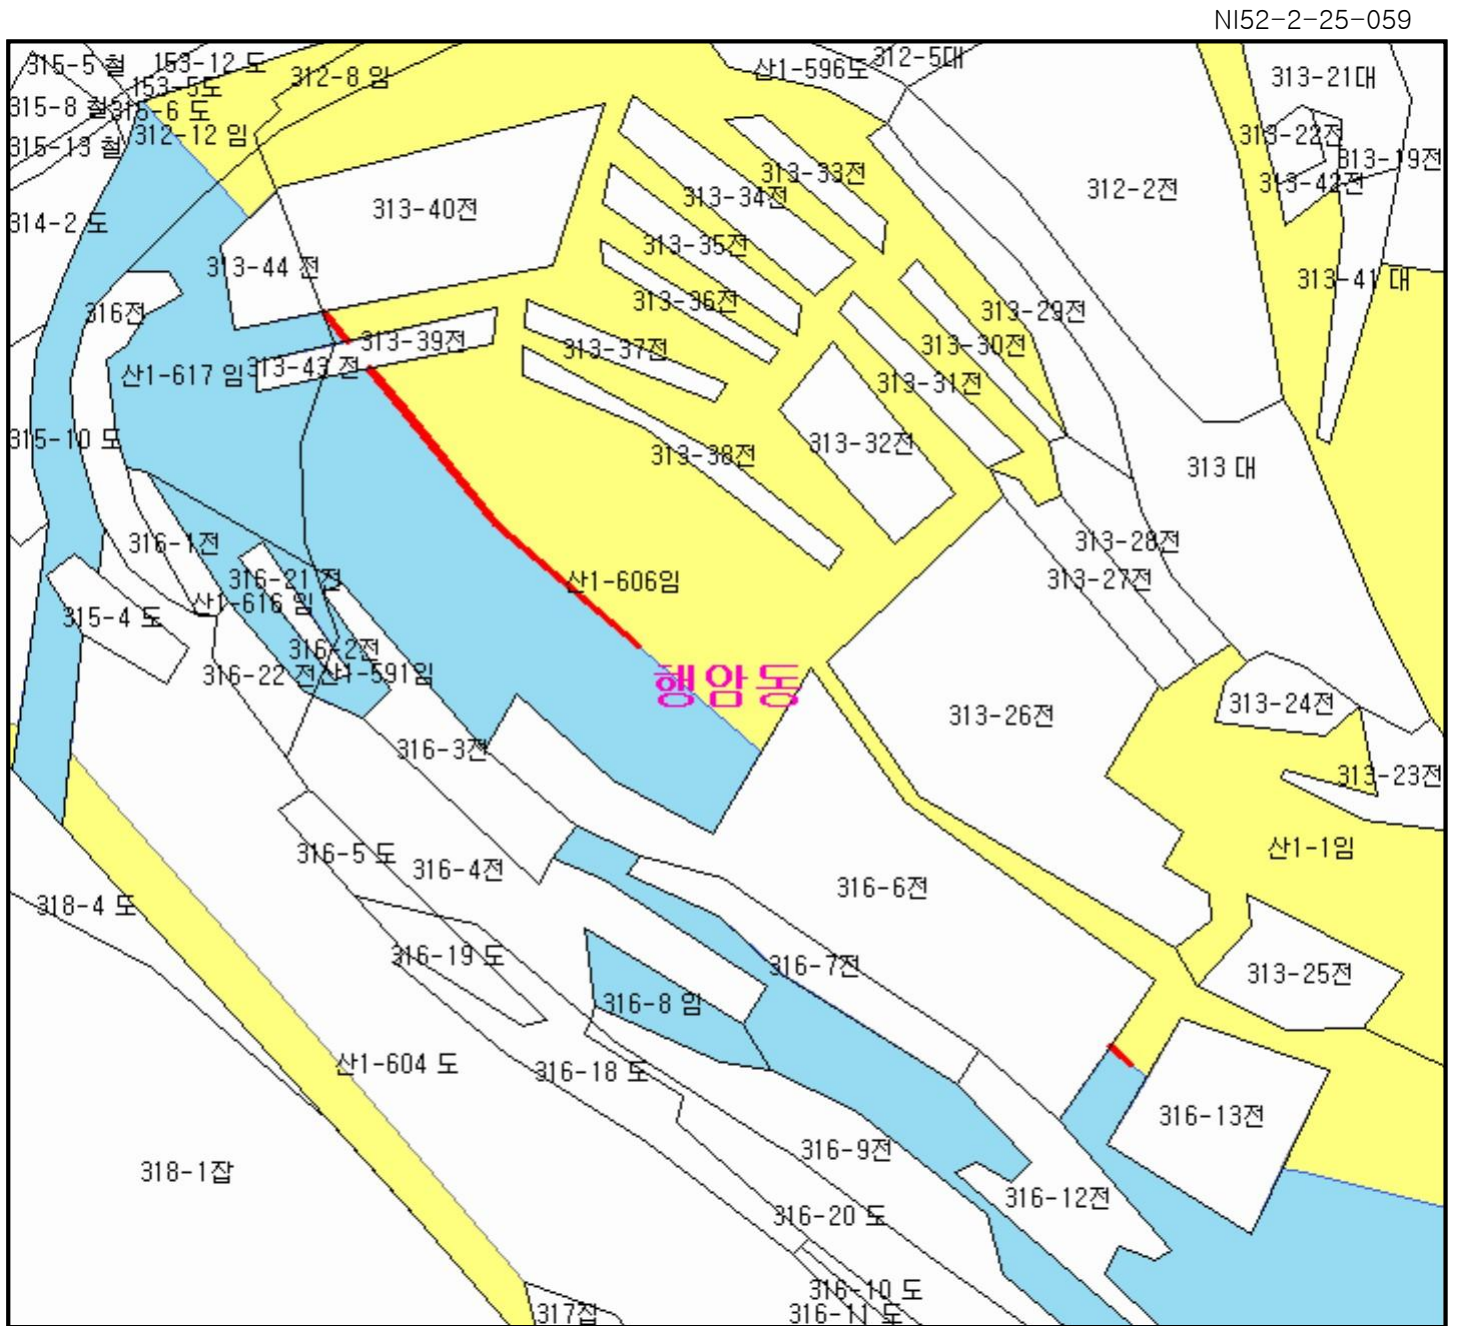 NI52-2-25-059
315-5 철
153-12 도
312-8 임
산1-596도
312-5대
313-21대
153-5도
315-8 철
315-6 도
312-12 임
315-13 철
313-22전
313-19전
313-33전
313-42전
312-2전
313-34전
313-40전
314-2 도
313-35전
313-44 전
313-41 대
313-36전
313-29전
316전
313-39전
313-30전
313-37전
산1-617 임
313-43 전
313-31전
315-10 도
313-32전
313-38전
313 대
316-1전
313-28전
316-21전
산1-606임
313-27전
산1-616 임
315-4 도
316-2전
316-22 전
산1-591임
행암동
313-24전
313-26전
316-3전
313-23전
316-5 도
산1-1임
316-4전
316-6전
318-4 도
316-19 도
316-7전
313-25전
316-8 임
산1-604 도
316-18 도
316-13전
316-9전
318-1잡
316-12전
316-20 도
316-10 도
316-11 도
317잡